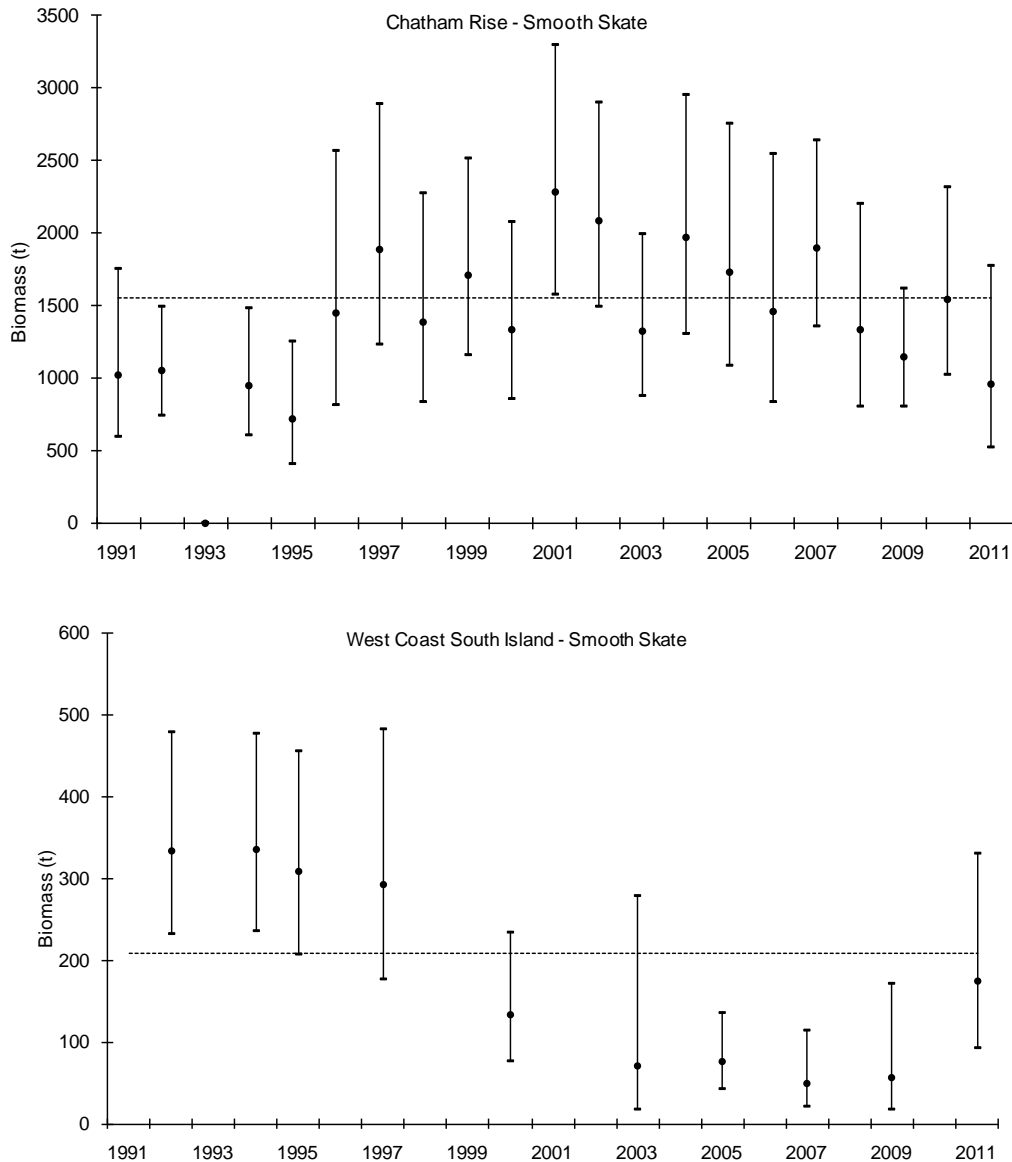 Chatham Rise - Smooth Skate
3500
3000
2500
2000
1500
1000
500
0
Biomass (t)
1991 1993 1995 1997 1999 2001 2003 2005 2007 2009 2011
West Coast South Island - Smooth Skate
600
500
400
300
200
100
0
Biomass (t)
1991 1993 1995 1997 1999 2001 2003 2005 2007 2009 2011